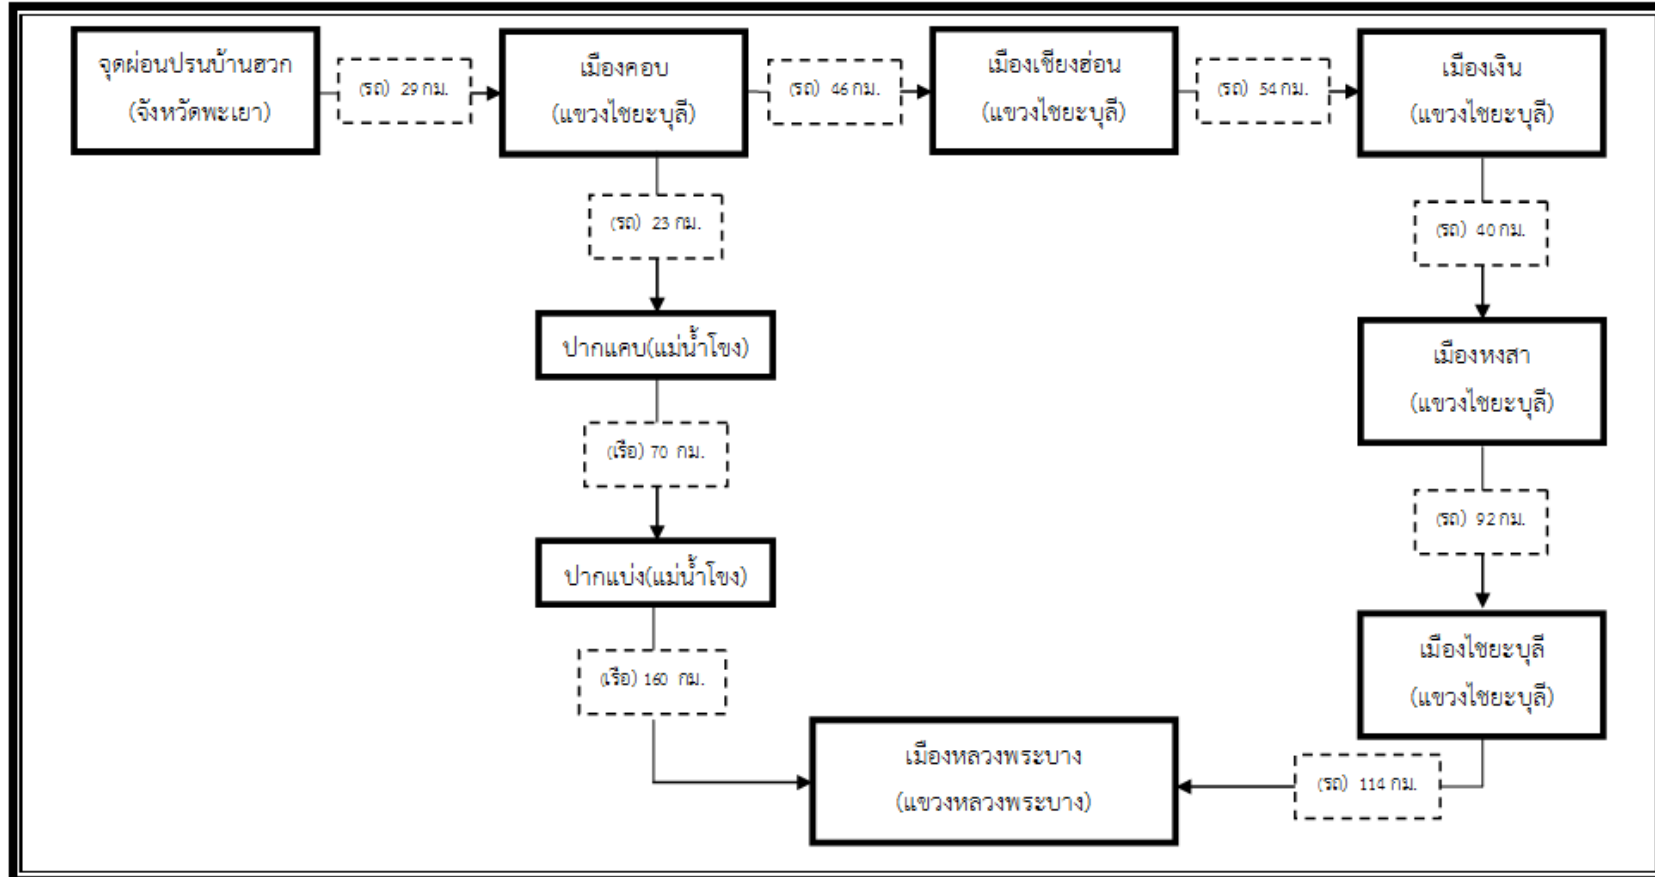 จุดผ่อนปรนบ้านฮวก
(จังหวัดพะเยา)
(รถ) 29 กม.
เมืองคอบ
(แขวงไชยะบุลี)
(รถ) 46 กม.
เมืองเชียงฮ่อน
(แขวงไชยะบุลี)
(รถ) 54 กม.
เมืองเงิน
(แขวงไชยะบุลี)
(รถ) 23 กม.
(รถ) 40 กม.
ปากแคบ(แม่น้ำโขง)
เมืองหงสา
(แขวงไชยะบุลี)
(เรือ) 70 กม.
(รถ) 92 กม.
ปากแบ่ง(แม่น้ำโขง)
เมืองไชยะบุลี
(แขวงไชยะบุลี)
(เรือ) 160 กม.
เมืองหลวงพระบาง
(แขวงหลวงพระบาง)
(รถ) 114 กม.